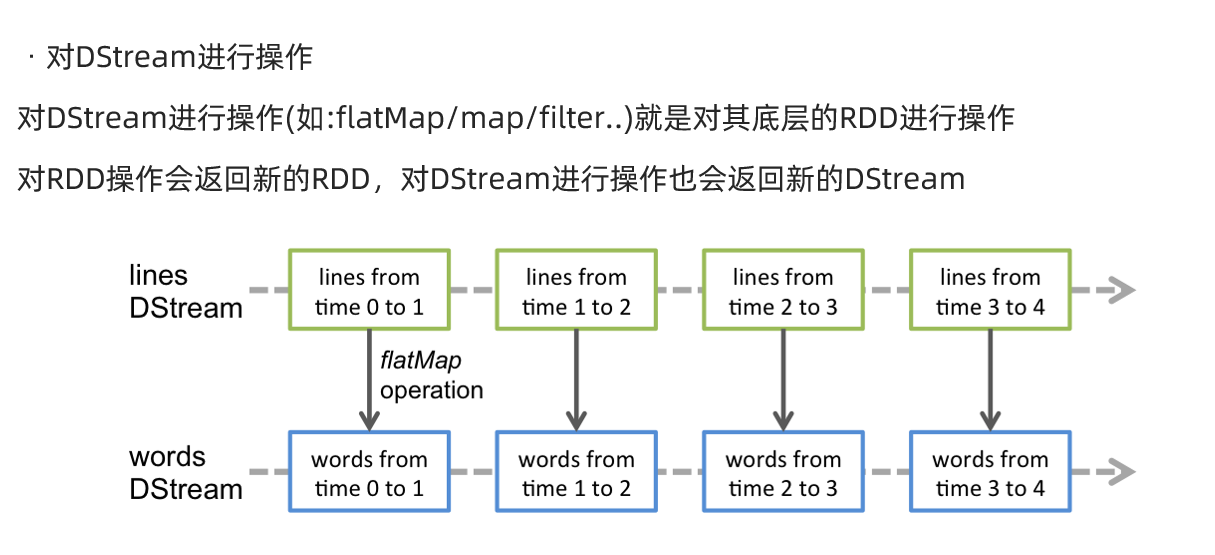 · 对DStream进行操作
对DStream进行操作(如:flatMap/map/filter..)就是对其底层的RDD进行操作
对RDD操作会返回新的RDD，对DStream进行操作也会返回新的DStream
lines
DStream
lines from
time 0 to 1
lines from
time 1 to 2
lines from
time 2 to 3
lines from
time 3 to 4
flatMap
operation
words
DStream
words from
time 0 to 1
words from
time 1 to 2
words from
time 2 to 3
words from
time 3 to 4